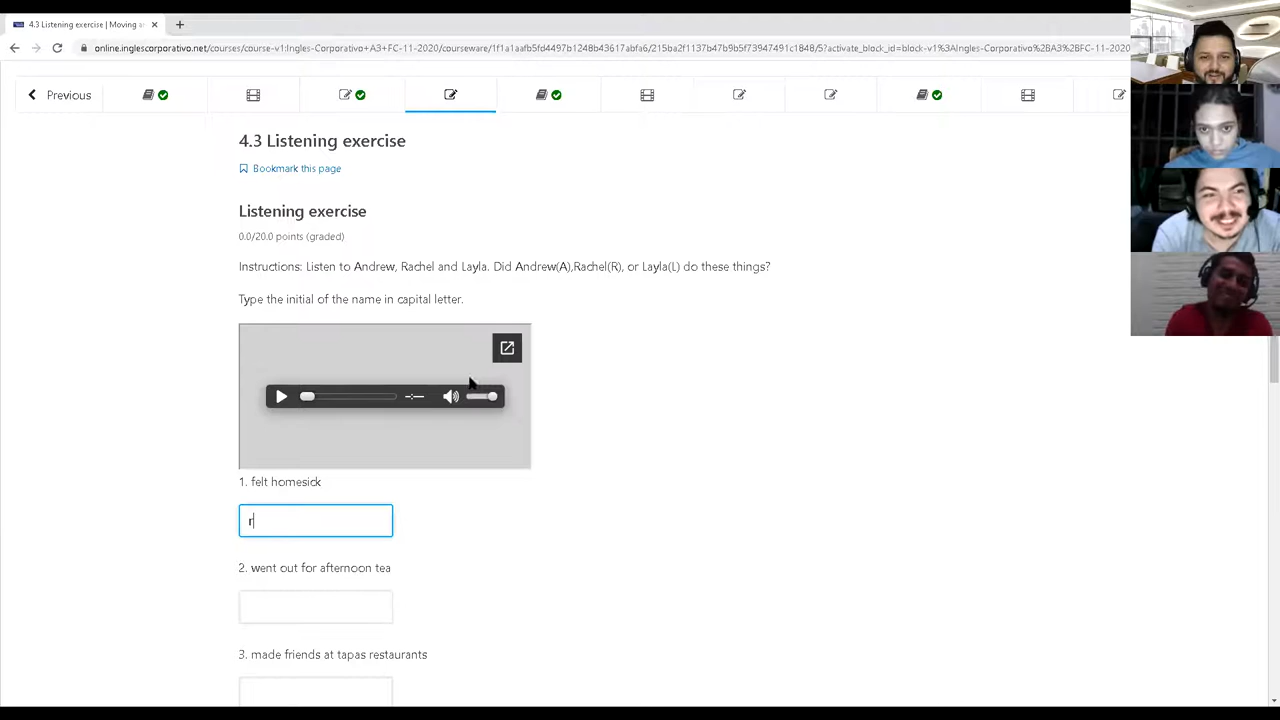 4.3 Listening exercise | Moving a
online.inglescorporativo.net/courses/course-v1:Ingles-Corporativo+A3+FC-11-2020/courseware/1f1a1aafb5fd4497b1248b43617abfa6/215ba2f1137b47b9b5f73947491c1848/5?activate_block_id=block-v1%3AIngles-Corporativo%2BA3%2BFC-11-2020
Previous
4.3 Listening exercise
Bookmark this page
Listening exercise
0.0/20.0 points (graded)
Instructions: Listen to Andrew, Rachel and Layla. Did Andrew(A),Rachel(R), or Layla(L) do these things?
Type the initial of the name in capital letter.
-:--
1. felt homesick
r
2. went out for afternoon tea
3. made friends at tapas restaurants